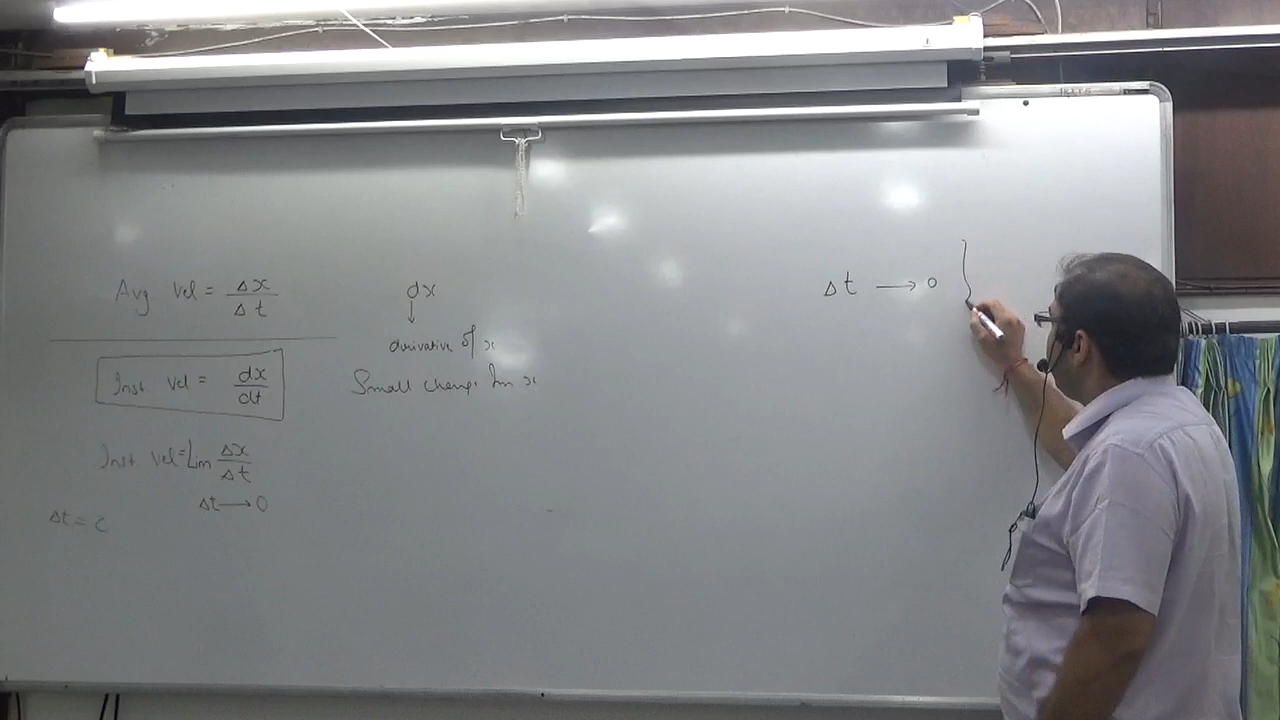 Avg Vel = Δx / Δt
Inst Vel = dx / dt
Inst Vel = Lim Δx / Δt
Δt → 0
Δt =
dx
↓
derivative of x
Small change in x
Δt → 0